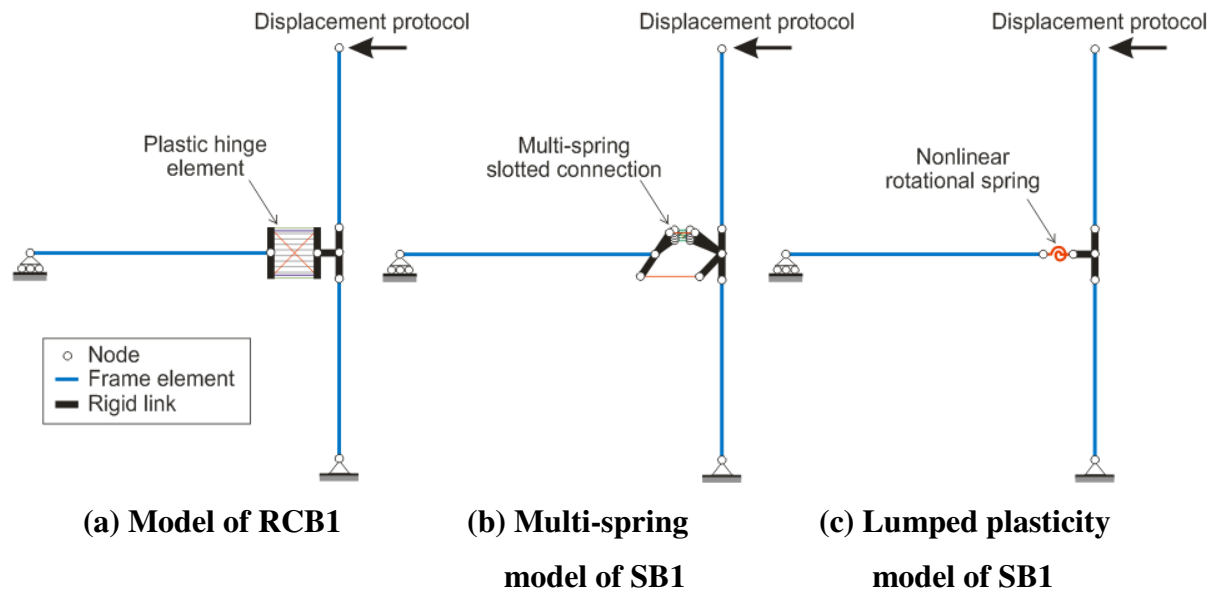 Displacement protocol
Plastic hinge
element
Node
Frame element
Rigid link
(a) Model of RCB1
Displacement protocol
Multi-spring
slotted connection
(b) Multi-spring
model of SB1
Displacement protocol
Nonlinear
rotational spring
(c) Lumped plasticity
model of SB1